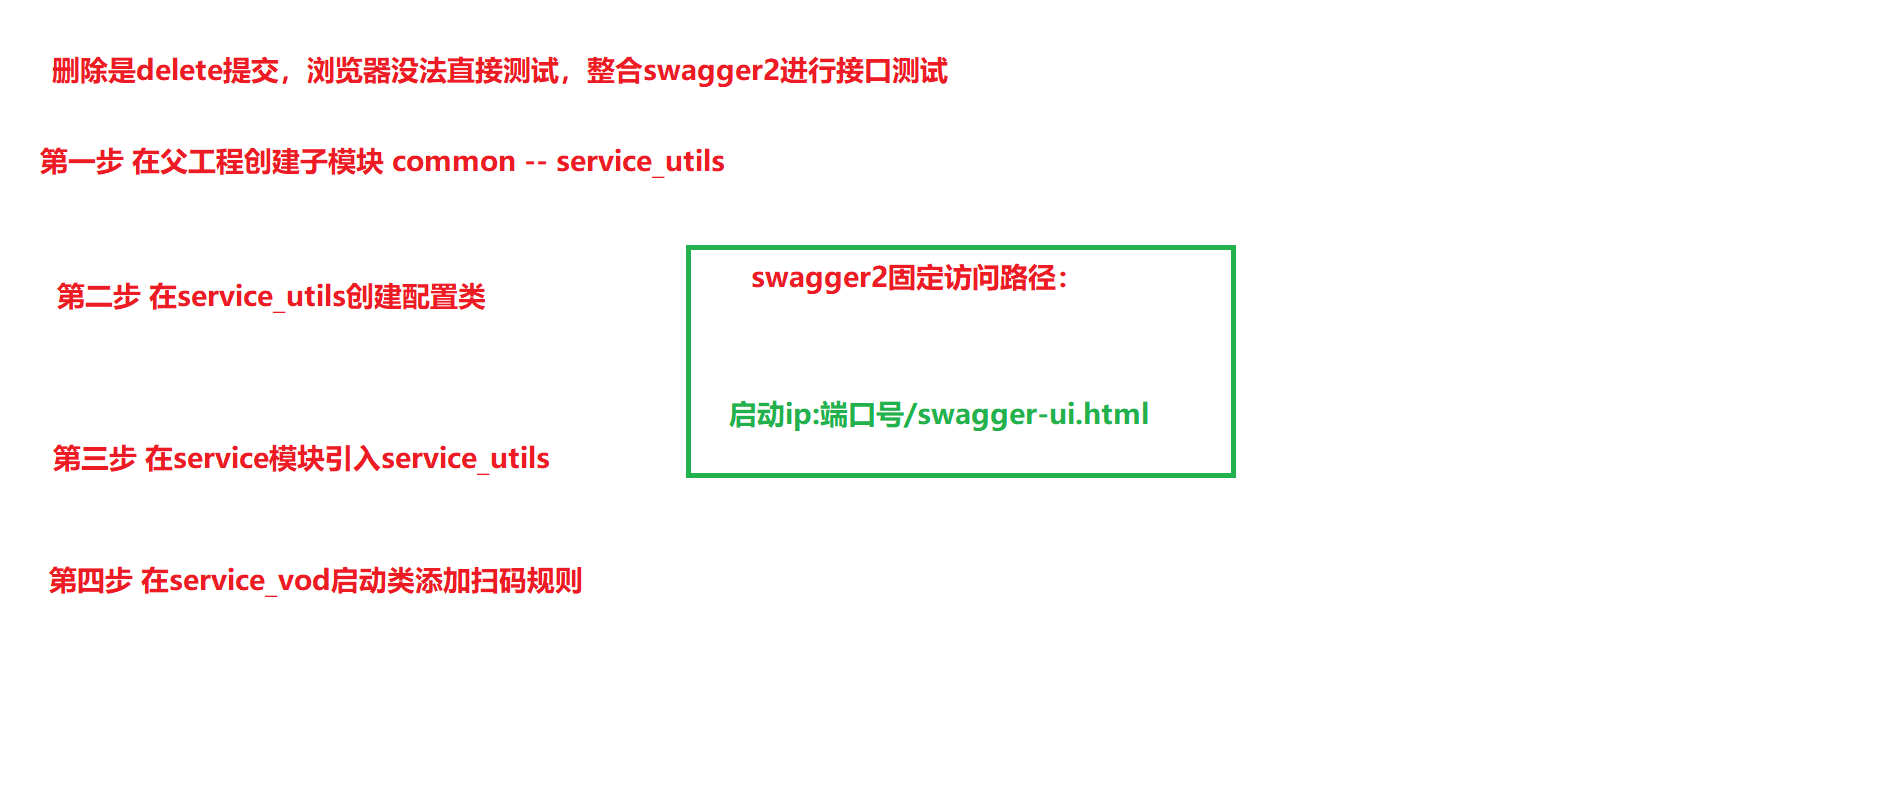 删除是delete提交，浏览器没法直接测试，整合swagger2进行接口测试
第一步 在父工程创建子模块 common -- service_utils
第二步 在service_utils创建配置类
swagger2固定访问路径：
启动ip:端口号/swagger-ui.html
第三步 在service模块引入service_utils
第四步 在service_vod启动类添加扫码规则